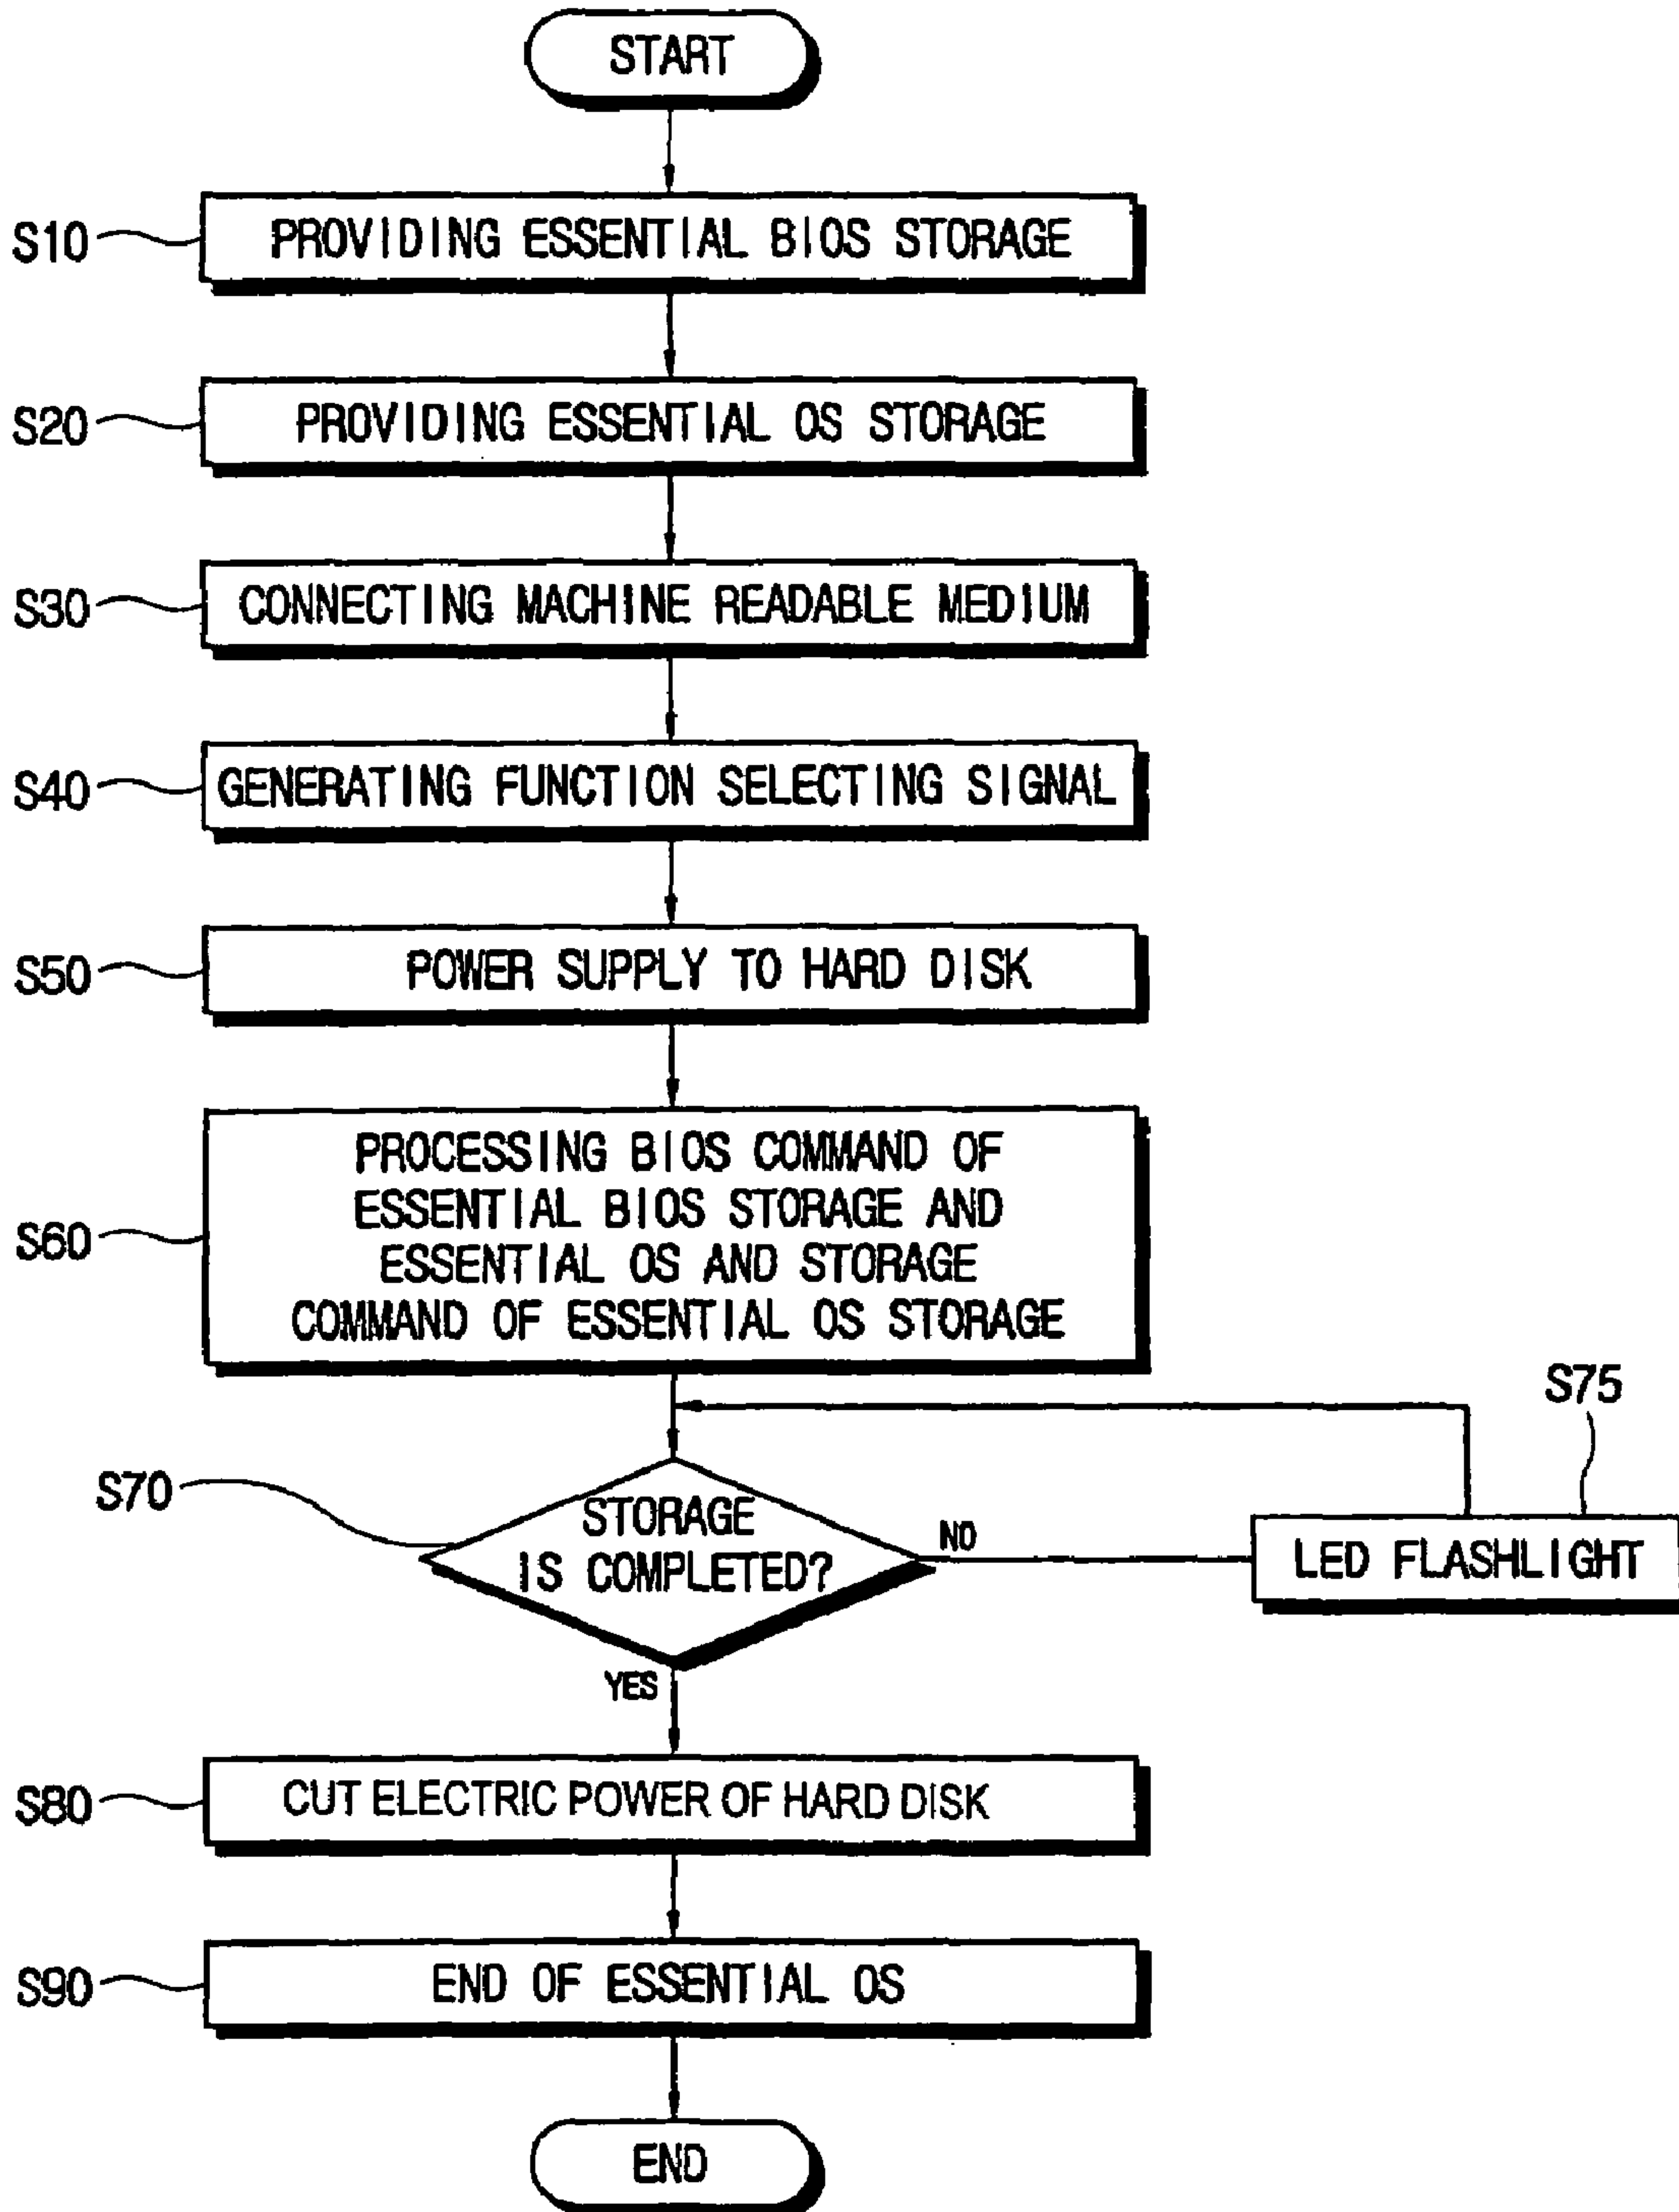 START
S10
PROVIDING ESSENTIAL BIOS STORAGE
S20
PROVIDING ESSENTIAL OS STORAGE
S30
CONNECTING MACHINE READABLE MEDIUM
S40
GENERATING FUNCTION SELECTING SIGNAL
S50
POWER SUPPLY TO HARD DISK
S60
PROCESSING BIOS COMMAND OF
ESSENTIAL BIOS STORAGE AND
ESSENTIAL OS AND STORAGE
COMMAND OF ESSENTIAL OS STORAGE
S70
STORAGE
IS COMPLETED?
NO
S75
LED FLASHLIGHT
YES
S80
CUT ELECTRIC POWER OF HARD DISK
S90
END OF ESSENTIAL OS
END